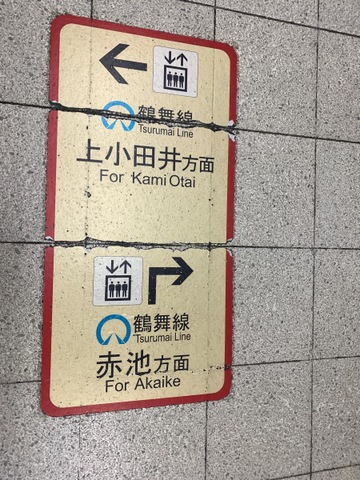 鶴舞線
Tsurumai Line
上小田井方面
For Kami Otai
鶴舞線
Tsurumai Line
赤池方面
For Akaike